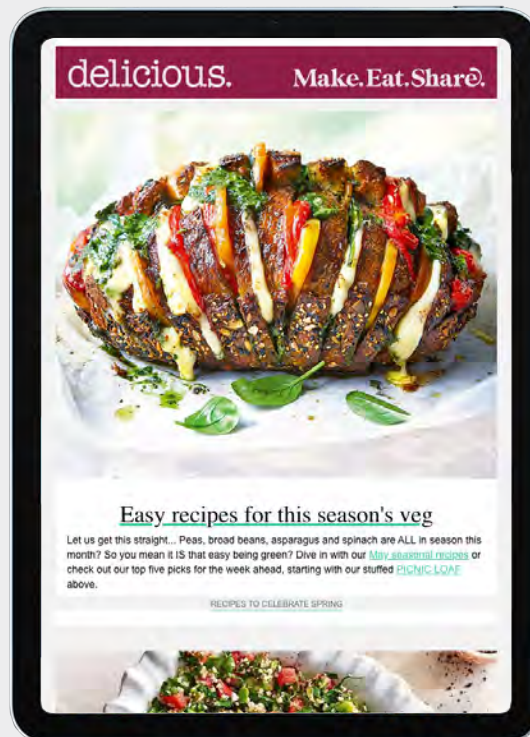 delicious. Make.Eat.Share.
Easy recipes for this season's veg
Let us get this straight... Peas, broad beans, asparagus and spinach are ALL in season this
month? So you mean it IS that easy being green? Dive in with our May seasonal recipes or
check out our top five picks for the week ahead, starting with our stuffed PICNIC LOAF
above.
RECIPES TO CELEBRATE SPRING